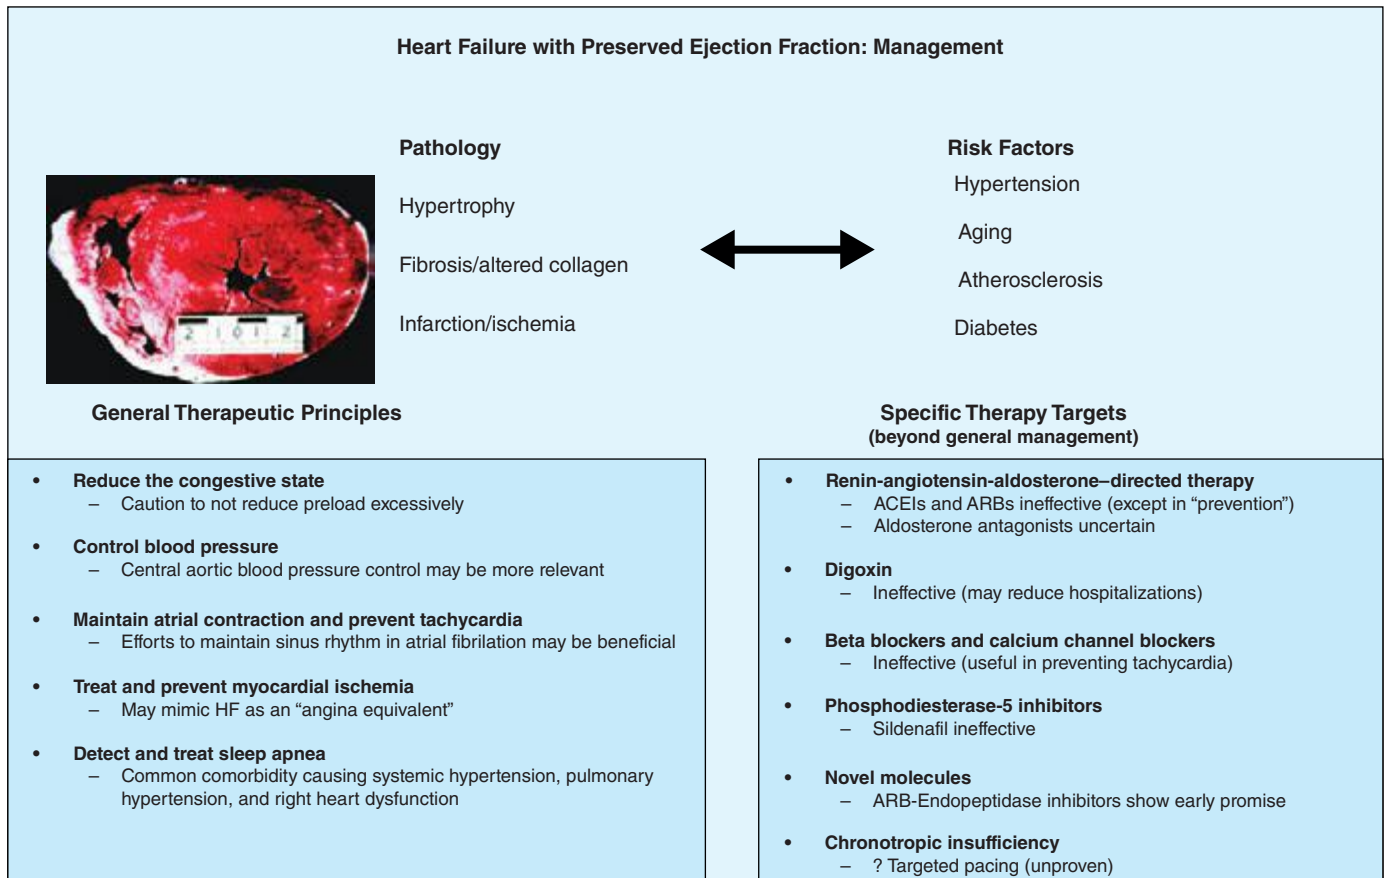 Heart Failure with Preserved Ejection Fraction: Management
Pathology
Hypertrophy
Fibrosis/altered collagen
Infarction/ischemia
Risk Factors
Hypertension
Aging
Atherosclerosis
Diabetes
2 1 0 1 2
General Therapeutic Principles
• Reduce the congestive state
– Caution to not reduce preload excessively
• Control blood pressure
– Central aortic blood pressure control may be more relevant
• Maintain atrial contraction and prevent tachycardia
– Efforts to maintain sinus rhythm in atrial fibrilation may be beneficial
• Treat and prevent myocardial ischemia
– May mimic HF as an “angina equivalent”
• Detect and treat sleep apnea
– Common comorbidity causing systemic hypertension, pulmonary
hypertension, and right heart dysfunction
Specific Therapy Targets
(beyond general management)
• Renin-angiotensin-aldosterone–directed therapy
– ACEIs and ARBs ineffective (except in “prevention”)
– Aldosterone antagonists uncertain
• Digoxin
– Ineffective (may reduce hospitalizations)
• Beta blockers and calcium channel blockers
– Ineffective (useful in preventing tachycardia)
• Phosphodiesterase-5 inhibitors
– Sildenafil ineffective
• Novel molecules
– ARB-Endopeptidase inhibitors show early promise
• Chronotropic insufficiency
– ? Targeted pacing (unproven)